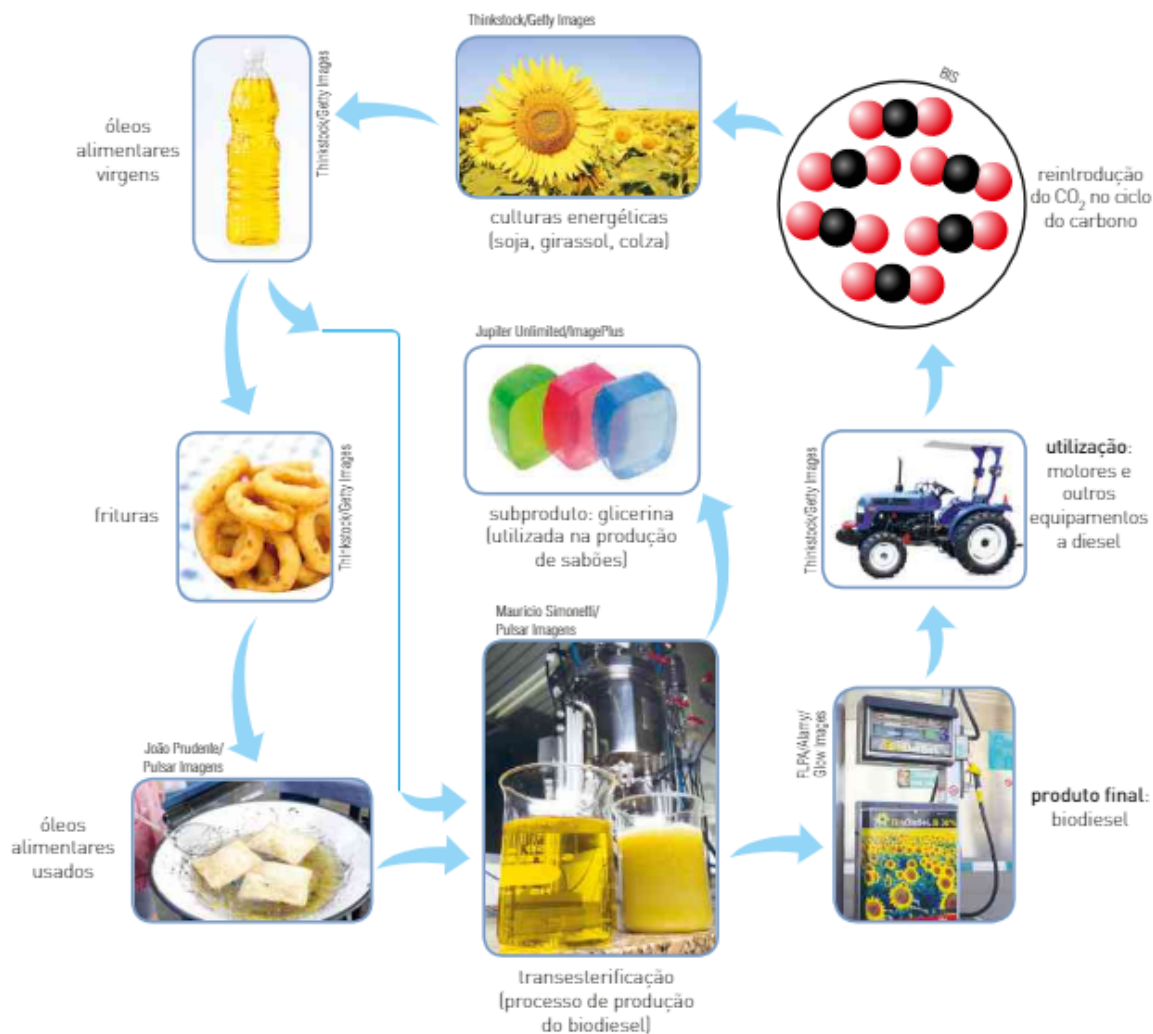 Thinkstock/Getty Images
óleos
alimentares
virgens
Thinkstock/Getty Images
culturas energéticas
(soja, girassol, colza)
BIS
reintrodução
do CO₂ no ciclo
do carbono
Jupiter Unlimited/ImagePlus
subproduto: glicerina
(utilizada na produção
de sabões)
frituras
Thinkstock/Getty Images
Thinkstock/Getty Images
utilização:
motores e
outros
equipamentos
a diesel
Mauricio Simonetti/
Pulsar Imagens
João Prudente/
Pulsar Imagens
óleos
alimentares
usados
transesterificação
(processo de produção
do biodiesel)
FLPA/Alamy/
Glow Images
produto final:
biodiesel